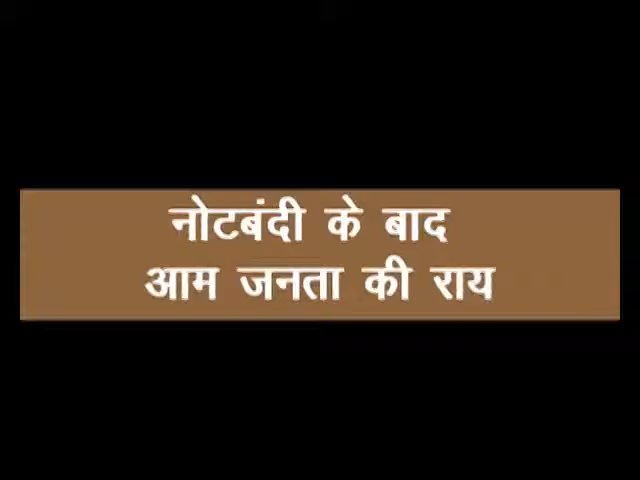 नोटबंदी के बाद
आम जनता की राय